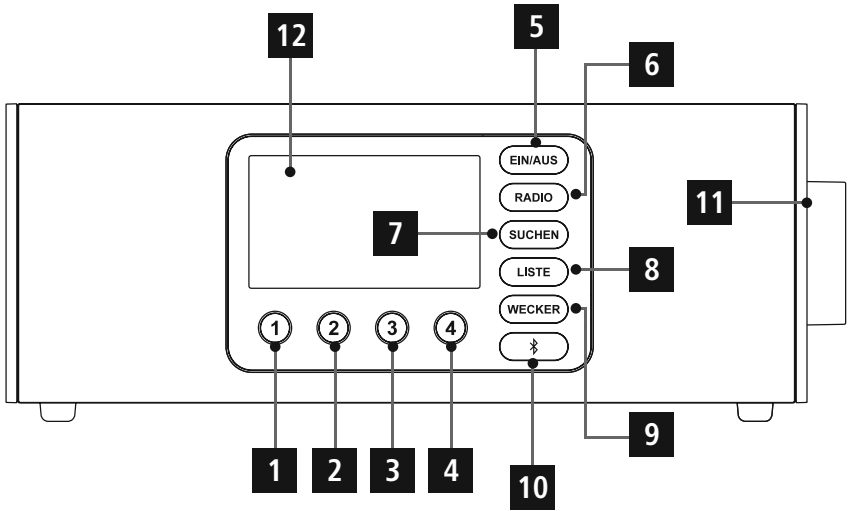 12
5
6
EIN/AUS
RADIO
11
7
SUCHEN
8
LISTE
WECKER
1 2 3 4
9
1 2 3 4
10